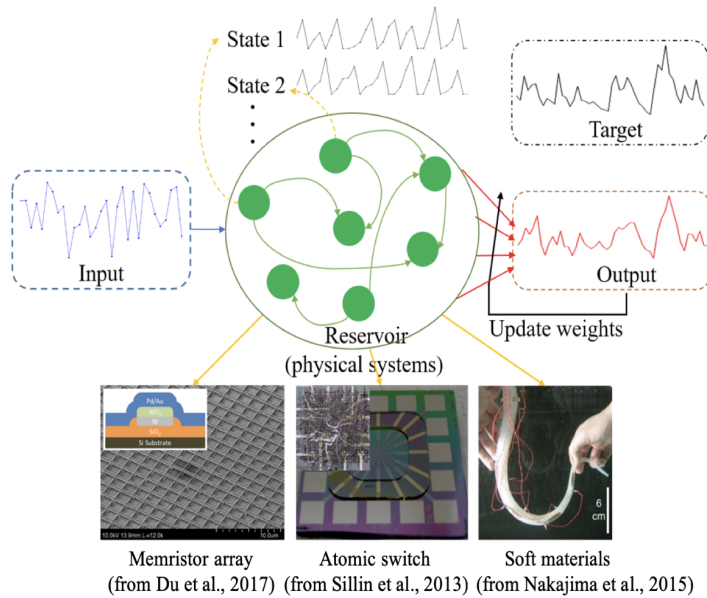 State 1
State 2
Target
Input
Output
Update weights
Reservoir
(physical systems)
Pd/Au
WOₓ
W
SiO₂
Si Substrate
10.0kV 13.9mm L-x12.0k
10.0um
6
cm
Memristor array
(from Du et al., 2017)
Atomic switch
(from Sillin et al., 2013)
Soft materials
(from Nakajima et al., 2015)